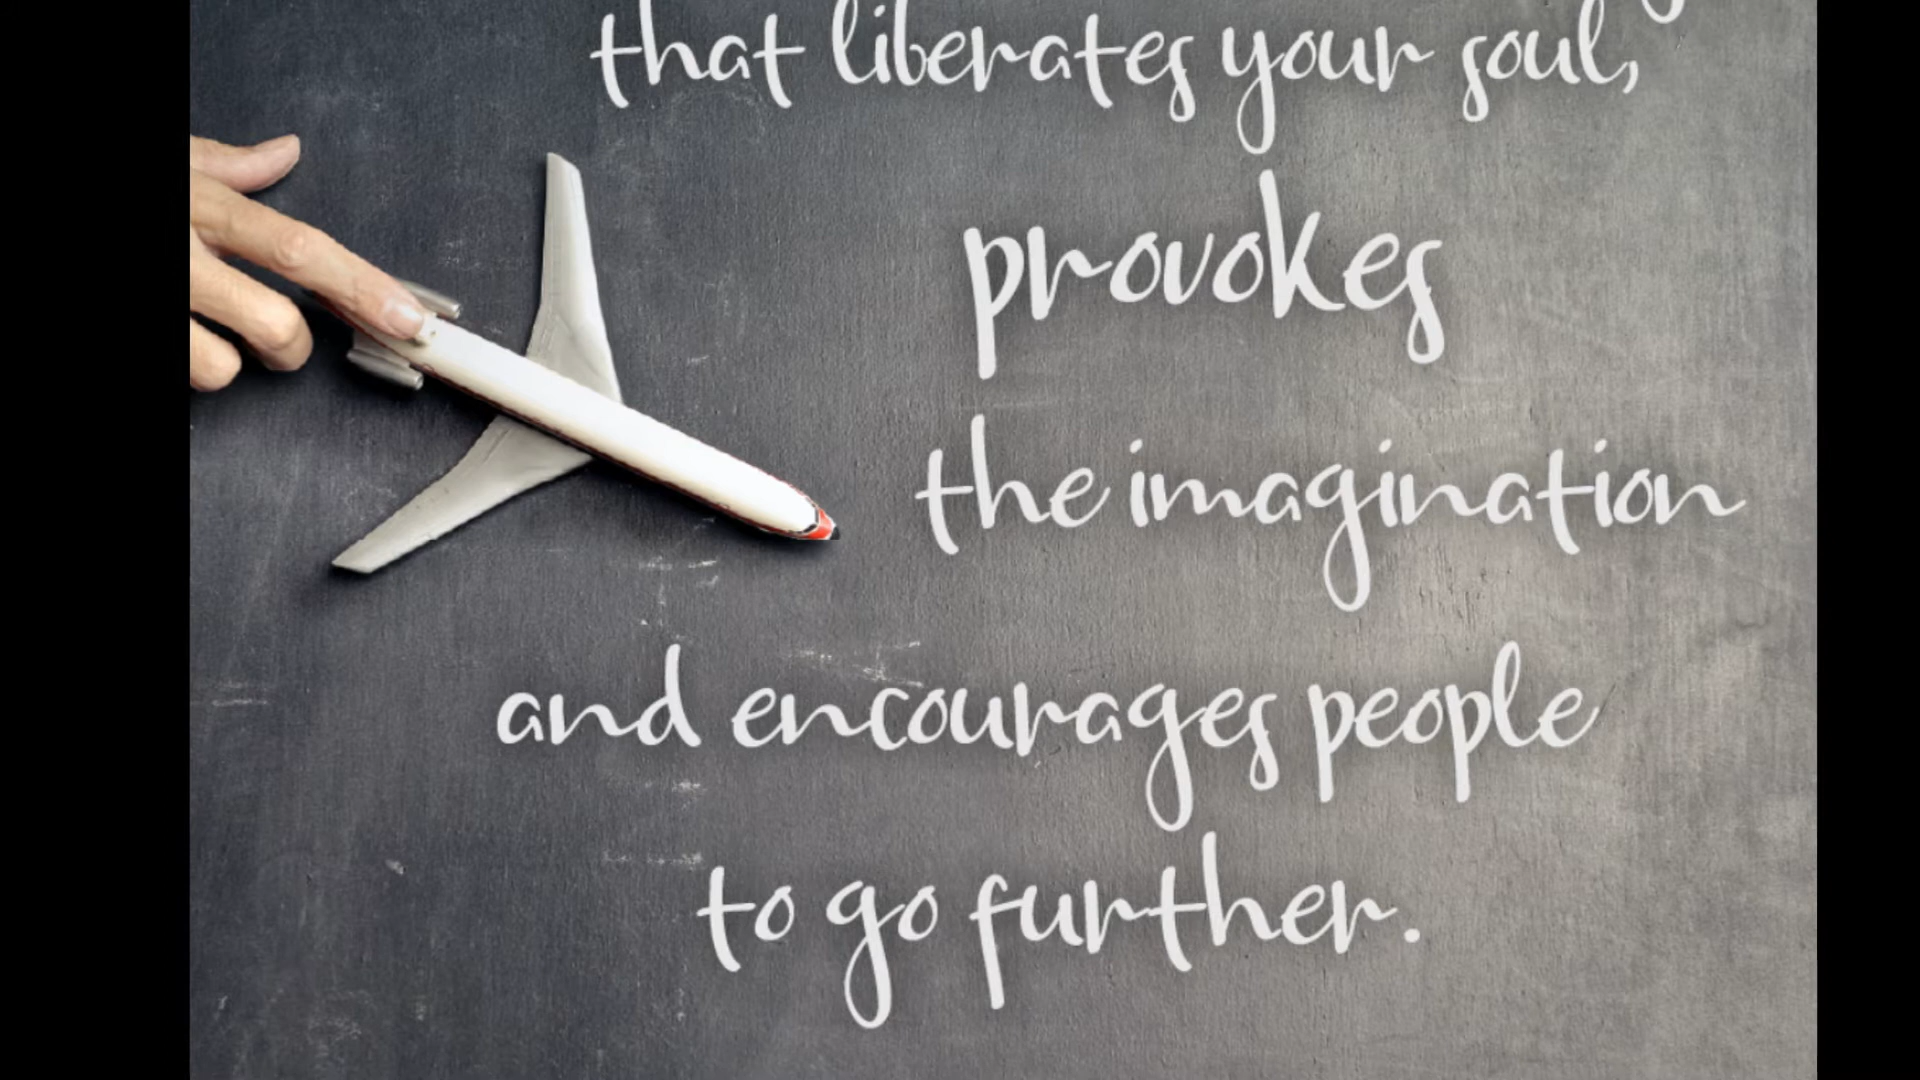 that liberates your soul,
provokes
the imagination
and encourages people
to go further.